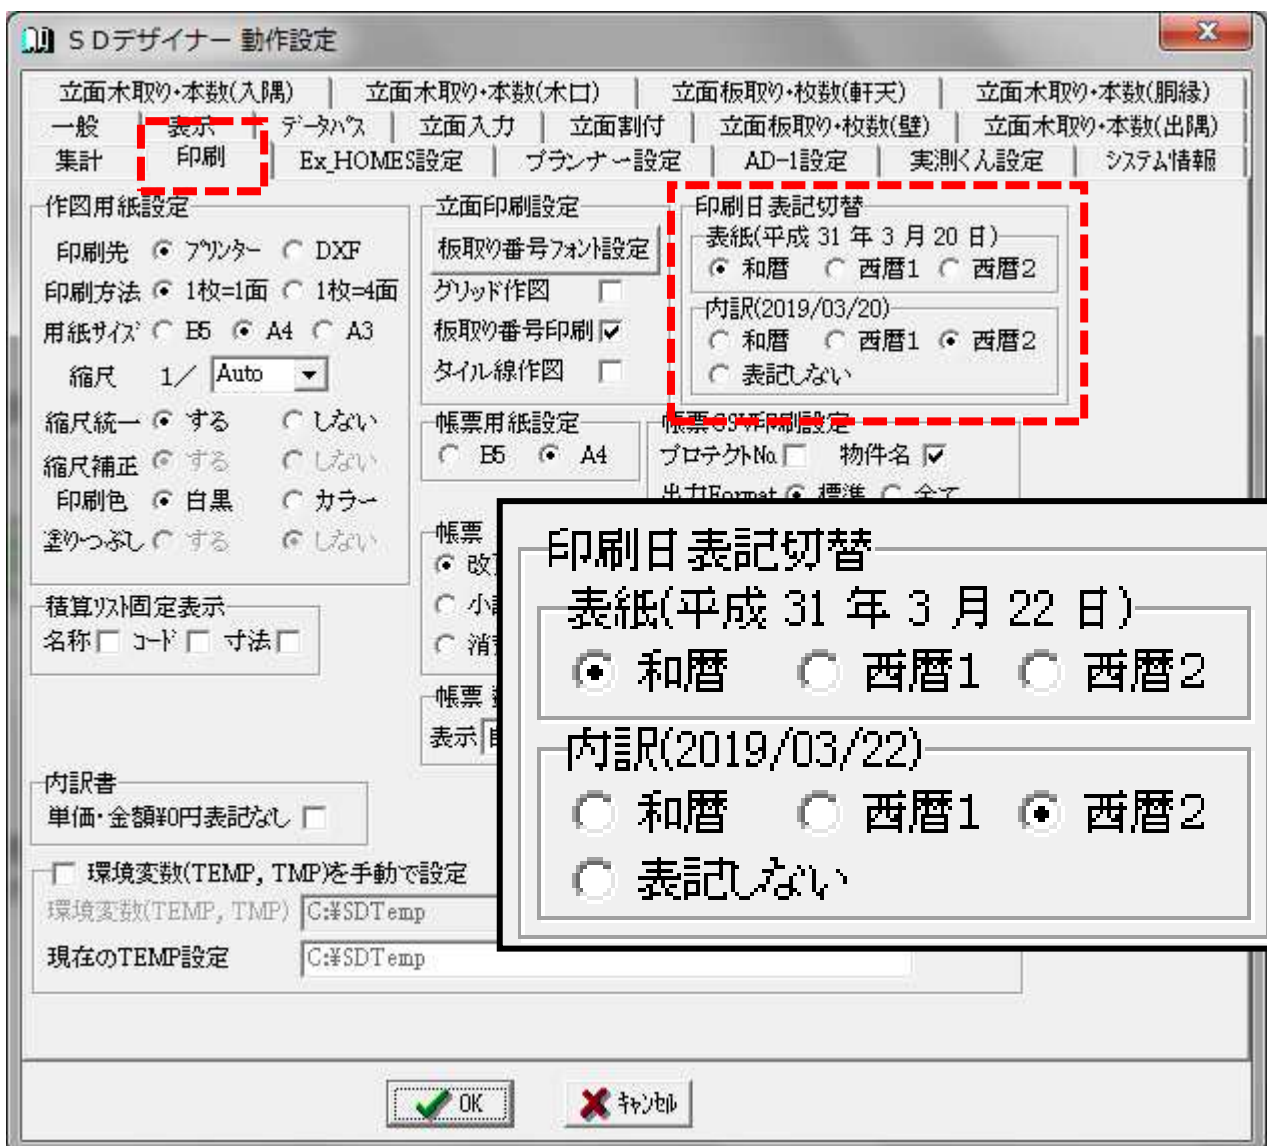 SDデザイナー 動作設定
立面木取り・本数(入隅) 立面木取り・本数(木口) 立面板取り・枚数(軒天) 立面木取り・本数(胴縁)
一般 表示 データパス 立面入力 立面割付 立面板取り・枚数(壁) 立面木取り・本数(出隅)
集計 印刷 Ex_HOMES設定 プランナー設定 AD-1設定 実測くん設定 システム情報
作図用紙設定
印刷先 プリンター DXF
印刷方法 1枚=1面 1枚=4面
用紙サイズ B5 A4 A3
縮尺 1/ Auto
縮尺統一 する しない
縮尺補正 する しない
印刷色 白黒 カラー
塗りつぶし する しない
積算リスト固定表示
名称 コード 寸法
立面印刷設定
板取り番号フォント設定
グリッド作図
板取り番号印刷
タイル線作図
帳票用紙設定
B5 A4
印刷日表記切替
表紙(平成 31 年 3 月 20 日)
和暦 西暦1 西暦2
内訳(2019/03/20)
和暦 西暦1 西暦2
表記しない
帳票CSV印刷設定
プロテクトNo. 物件名
出力Format 標準 全て
帳票
改
小
消
帳票
表示
印刷日表記切替
表紙(平成 31 年 3 月 22 日)
和暦 西暦1 西暦2
内訳(2019/03/22)
和暦 西暦1 西暦2
表記しない
内訳書
単価・金額¥0円表記なし
環境変数(TEMP, TMP)を手動で設定
環境変数(TEMP, TMP) C:¥SDTemp
現在のTEMP設定 C:¥SDTemp
OK キャンセル